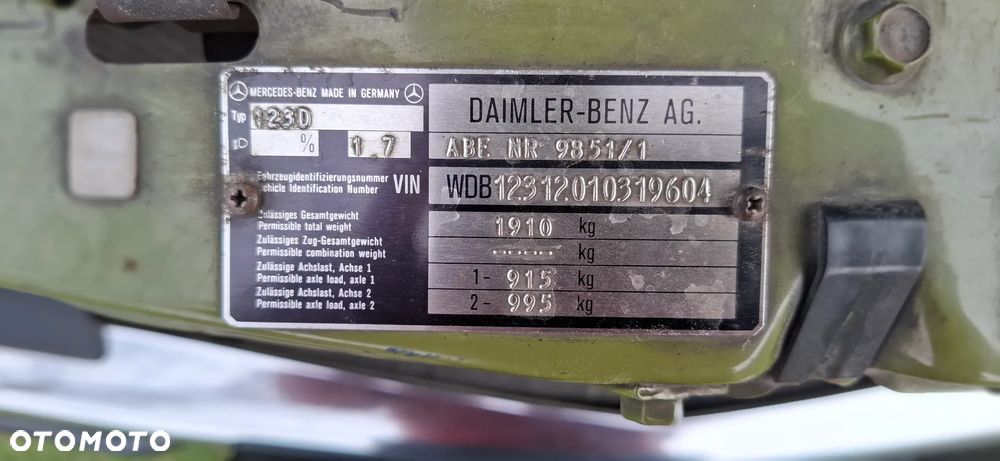 MERCEDES-BENZ MADE IN GERMANY
Typ 123D
% 1.7
DAIMLER-BENZ AG.
ABE NR 9851/1
Fahrzeugidentifizierungsnummer
Vehicle Identification Number VIN WDB12312010319604
Zulässiges Gesamtgewicht
Permissible total weight 1910 kg
Zulässiges Zug-Gesamtgewicht
Permissible combination weight ---- kg
Zulässige Achslast, Achse 1
Permissible axle load, axle 1 1- 915 kg
Zulässige Achslast, Achse 2
Permissible axle load, axle 2 2- 995 kg
OTOMOTO